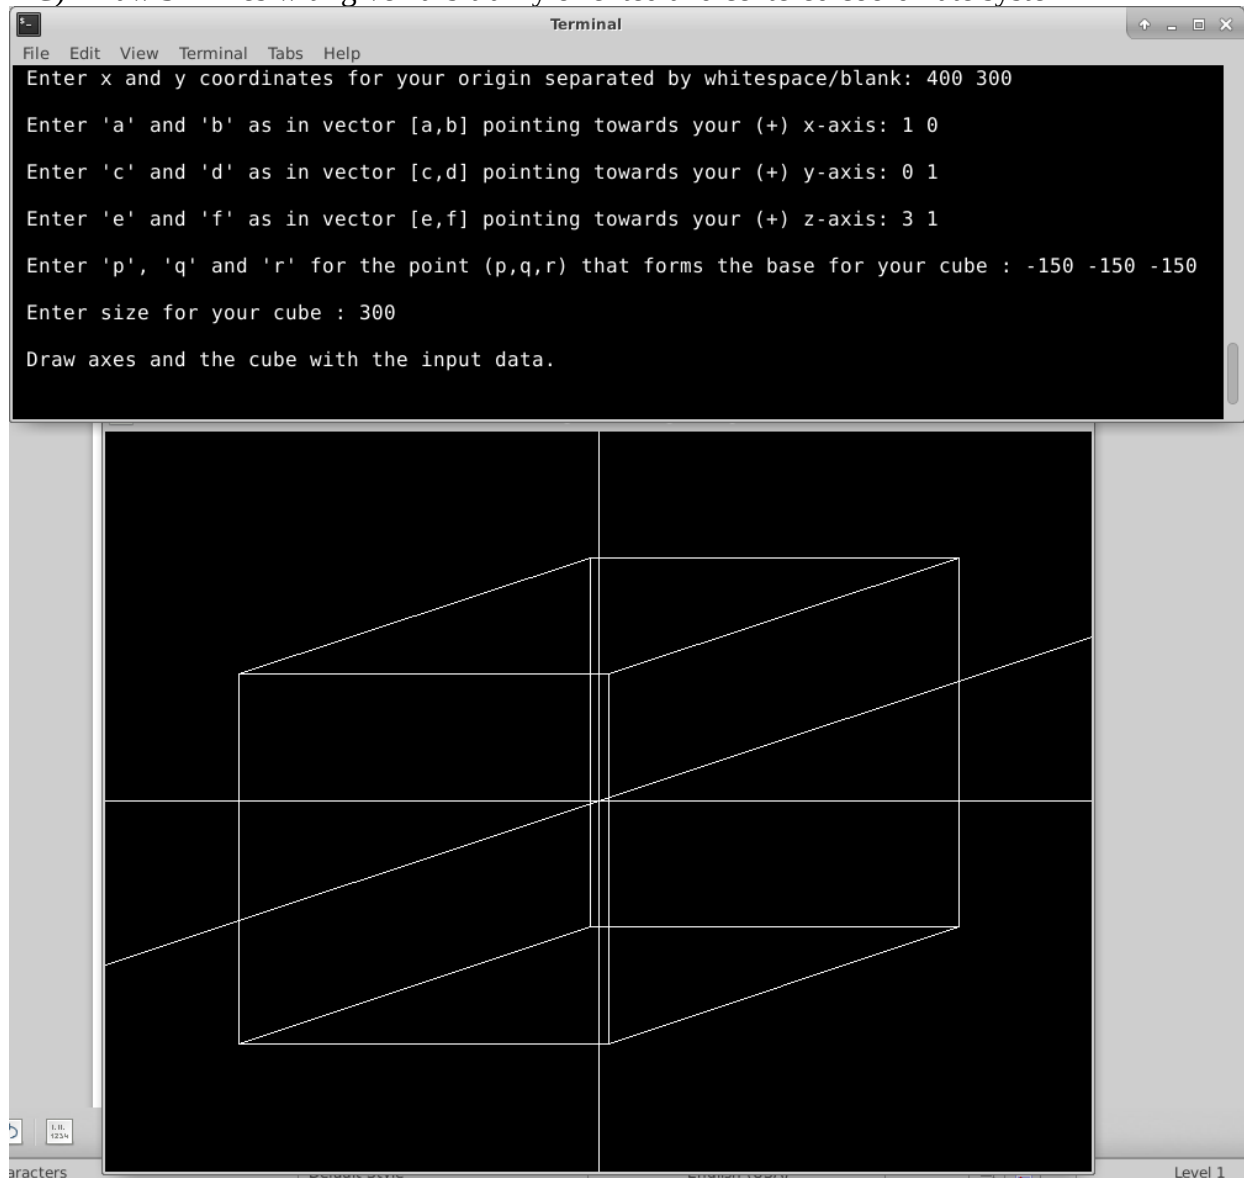 Terminal
File Edit View Terminal Tabs Help
Enter x and y coordinates for your origin separated by whitespace/blank: 400 300
Enter 'a' and 'b' as in vector [a,b] pointing towards your (+) x-axis: 1 0
Enter 'c' and 'd' as in vector [c,d] pointing towards your (+) y-axis: 0 1
Enter 'e' and 'f' as in vector [e,f] pointing towards your (+) z-axis: 3 1
Enter 'p', 'q' and 'r' for the point (p,q,r) that forms the base for your cube : -150 -150 -150
Enter size for your cube : 300
Draw axes and the cube with the input data.
aracters Level 1